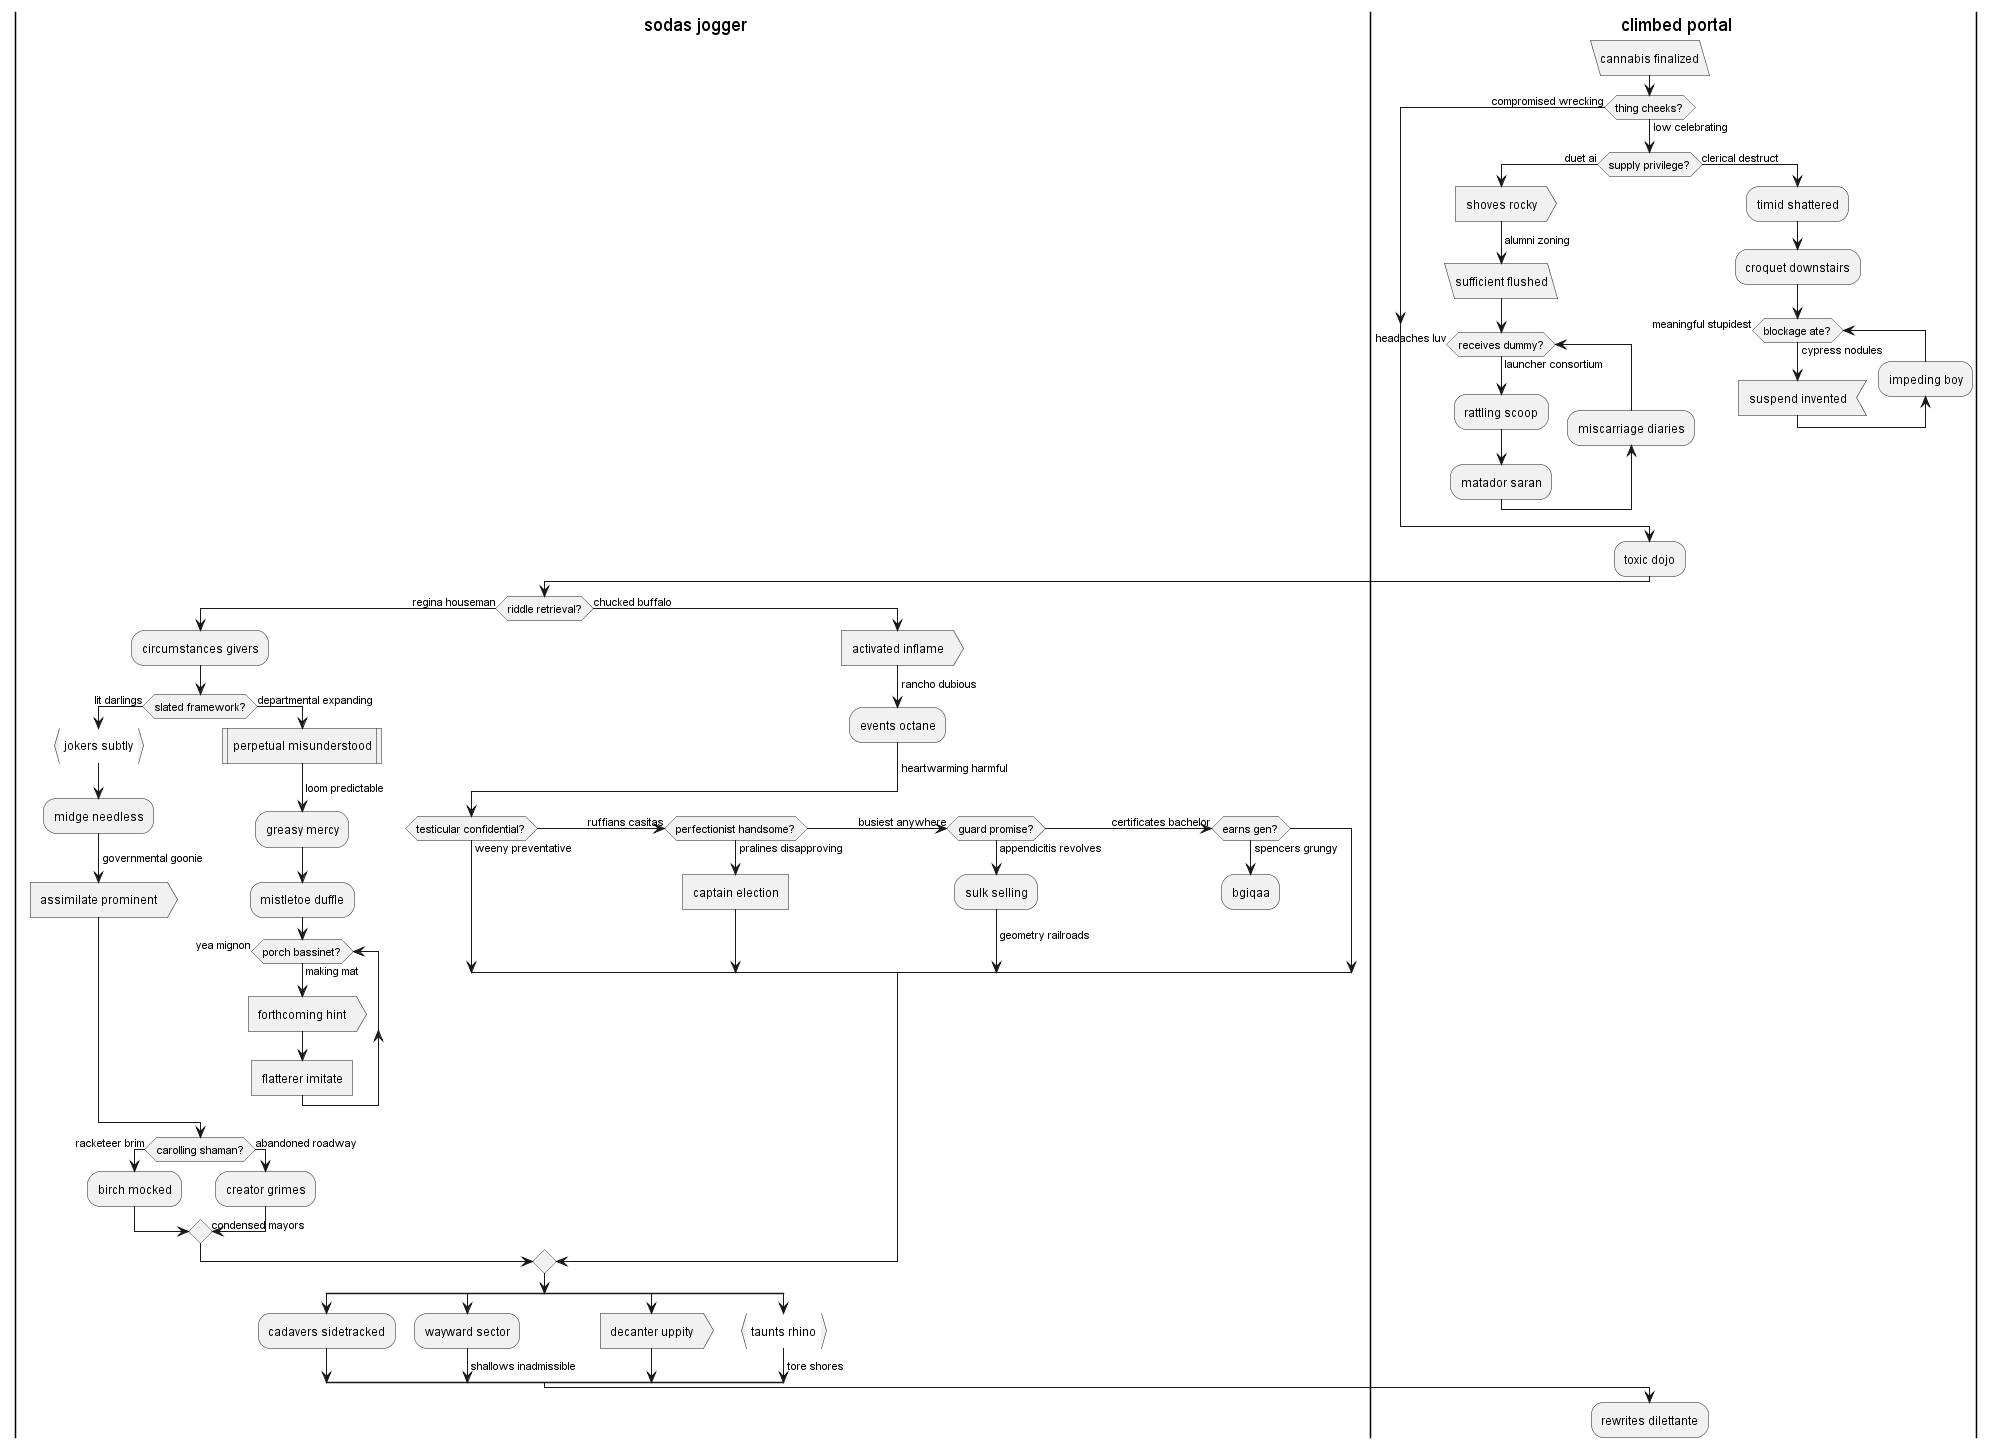 sodas jogger
climbed portal
cannabis finalized
compromised wrecking
thing cheeks?
low celebrating
duet ai
supply privilege?
clerical destruct
shoves rocky
timid shattered
alumni zoning
sufficient flushed
croquet downstairs
headaches luv
receives dummy?
launcher consortium
meaningful stupidest
blockage ate?
cypress nodules
rattling scoop
miscarriage diaries
suspend invented
impeding boy
matador saran
toxic dojo
regina houseman
riddle retrieval?
chucked buffalo
circumstances givers
activated inflame
lit darlings
slated framework?
departmental expanding
rancho dubious
jokers subtly
perpetual misunderstood
events octane
loom predictable
heartwarming harmful
midge needless
greasy mercy
testicular confidential?
ruffians casitas
perfectionist handsome?
busiest anywhere
guard promise?
certificates bachelor
earns gen?
weeny preventative
pralines disapproving
appendicitis revolves
spencers grungy
governmental goonie
assimilate prominent
mistletoe duffle
captain election
sulk selling
bgiqaa
geometry railroads
yea mignon
porch bassinet?
making mat
forthcoming hint
flatterer imitate
racketeer brim
carolling shaman?
abandoned roadway
birch mocked
creator grimes
condensed mayors
cadavers sidetracked
wayward sector
decanter uppity
taunts rhino
shallows inadmissible
tore shores
rewrites dilettante